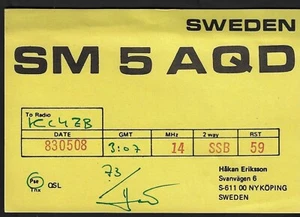 SWEDEN
SM 5 AQD
To Radio
KC4ZB
DATE GMT MHz 2 way RST
830508 3:07 14 SSB 59
73
Pse QSL Tnx
Håkan Eriksson
Svanvägen 6
S-611 00 NYKÖPING
SWEDEN